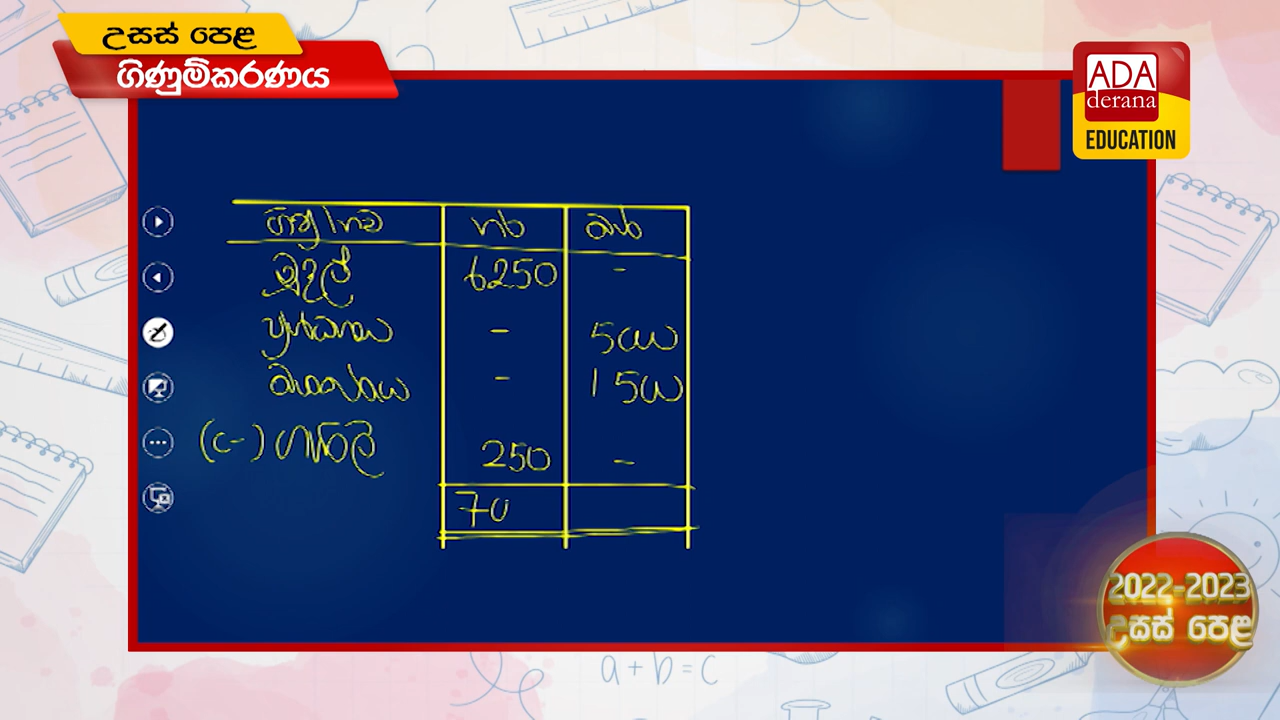 උසස් පෙළ
ගිණුම්කරණය
ADA
derana
EDUCATION
හර බැර
මුදල් 6250 -
ප්‍රාග්ධනය - 5000
- 1500
(c-) 250 -
70
2022-2023
උසස් පෙළ
a+b=c